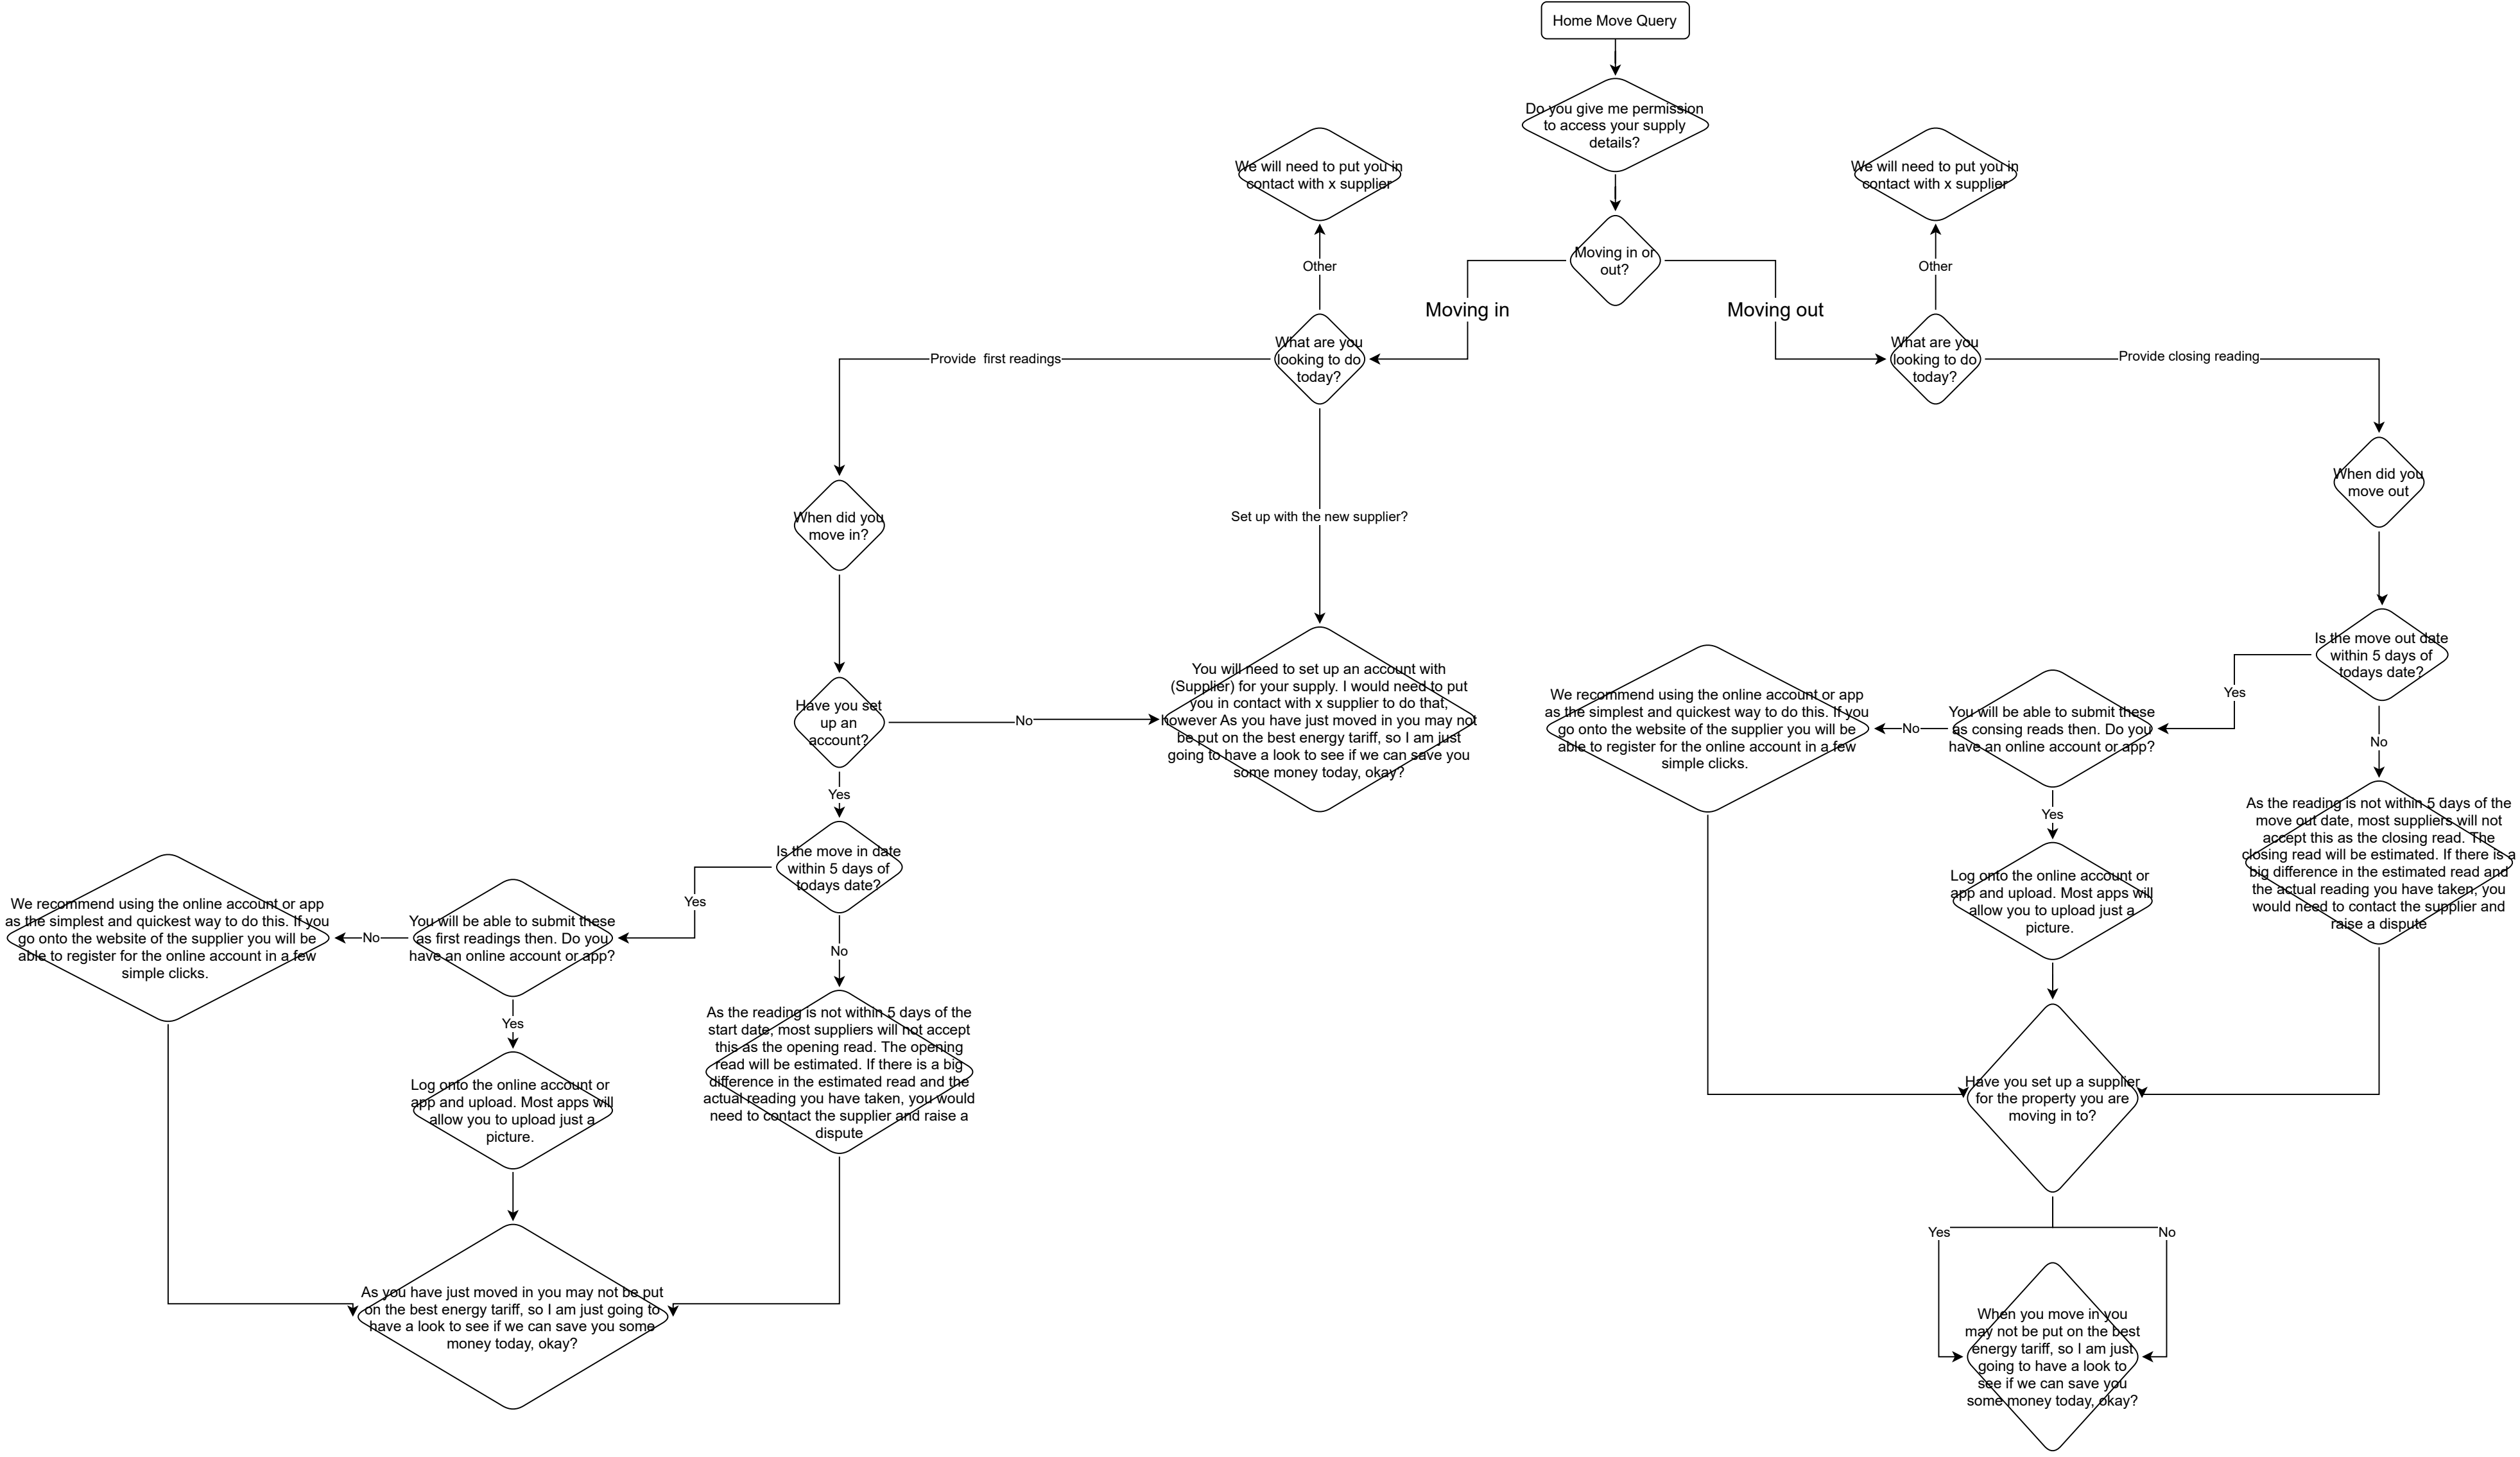 Home Move Query
Do you give me permission
to access your supply
details?
We will need to put you in
contact with x supplier
We will need to put you in
contact with x supplier
Moving in or
out?
Other
Other
Moving in
Moving out
What are you
looking to do
today?
What are you
looking to do
today?
Provide  first readings
Provide closing reading
When did you
move in?
Set up with the new supplier?
When did you
move out
Have you set
up an
account?
No
You will need to set up an account with
(Supplier) for your supply. I would need to put
you in contact with x supplier to do that,
however As you have just moved in you may not
be put on the best energy tariff, so I am just
going to have a look to see if we can save you
some money today, okay?
Is the move out date
within 5 days of
todays date?
Yes
We recommend using the online account or app
as the simplest and quickest way to do this. If you
go onto the website of the supplier you will be
able to register for the online account in a few
simple clicks.
No
You will be able to submit these
as consing reads then. Do you
have an online account or app?
No
Yes
Yes
As the reading is not within 5 days of the
move out date, most suppliers will not
accept this as the closing read. The
closing read will be estimated. If there is a
big difference in the estimated read and
the actual reading you have taken, you
would need to contact the supplier and
raise a dispute
Is the move in date
within 5 days of
todays date?
Yes
Log onto the online account or
app and upload. Most apps will
allow you to upload just a
picture.
We recommend using the online account or app
as the simplest and quickest way to do this. If you
go onto the website of the supplier you will be
able to register for the online account in a few
simple clicks.
No
You will be able to submit these
as first readings then. Do you
have an online account or app?
No
Yes
As the reading is not within 5 days of the
start date, most suppliers will not accept
this as the opening read. The opening
read will be estimated. If there is a big
difference in the estimated read and the
actual reading you have taken, you would
need to contact the supplier and raise a
dispute
Log onto the online account or
app and upload. Most apps will
allow you to upload just a
picture.
Have you set up a supplier
for the property you are
moving in to?
Yes
No
As you have just moved in you may not be put
on the best energy tariff, so I am just going to
have a look to see if we can save you some
money today, okay?
When you move in you
may not be put on the best
energy tariff, so I am just
going to have a look to
see if we can save you
some money today, okay?